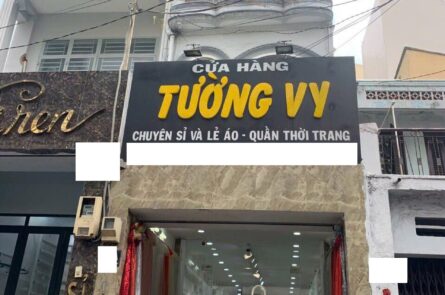 CỬA HÀNG
TƯỜNG VY
CHUYÊN SỈ VÀ LẺ ÁO - QUẦN THỜI TRANG